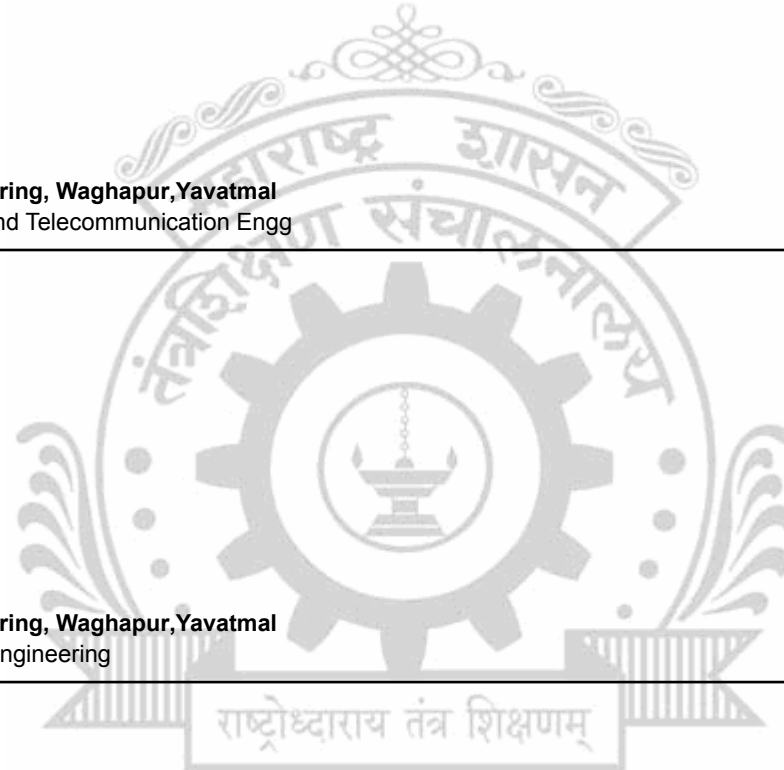 महाराष्ट्र शासन
ring, Waghapur,Yavatmal
nd Telecommunication Engg
तंत्रशिक्षण संचालनालय
ring, Waghapur,Yavatmal
ngineering
राष्ट्रोध्दाराय तंत्र शिक्षणम्